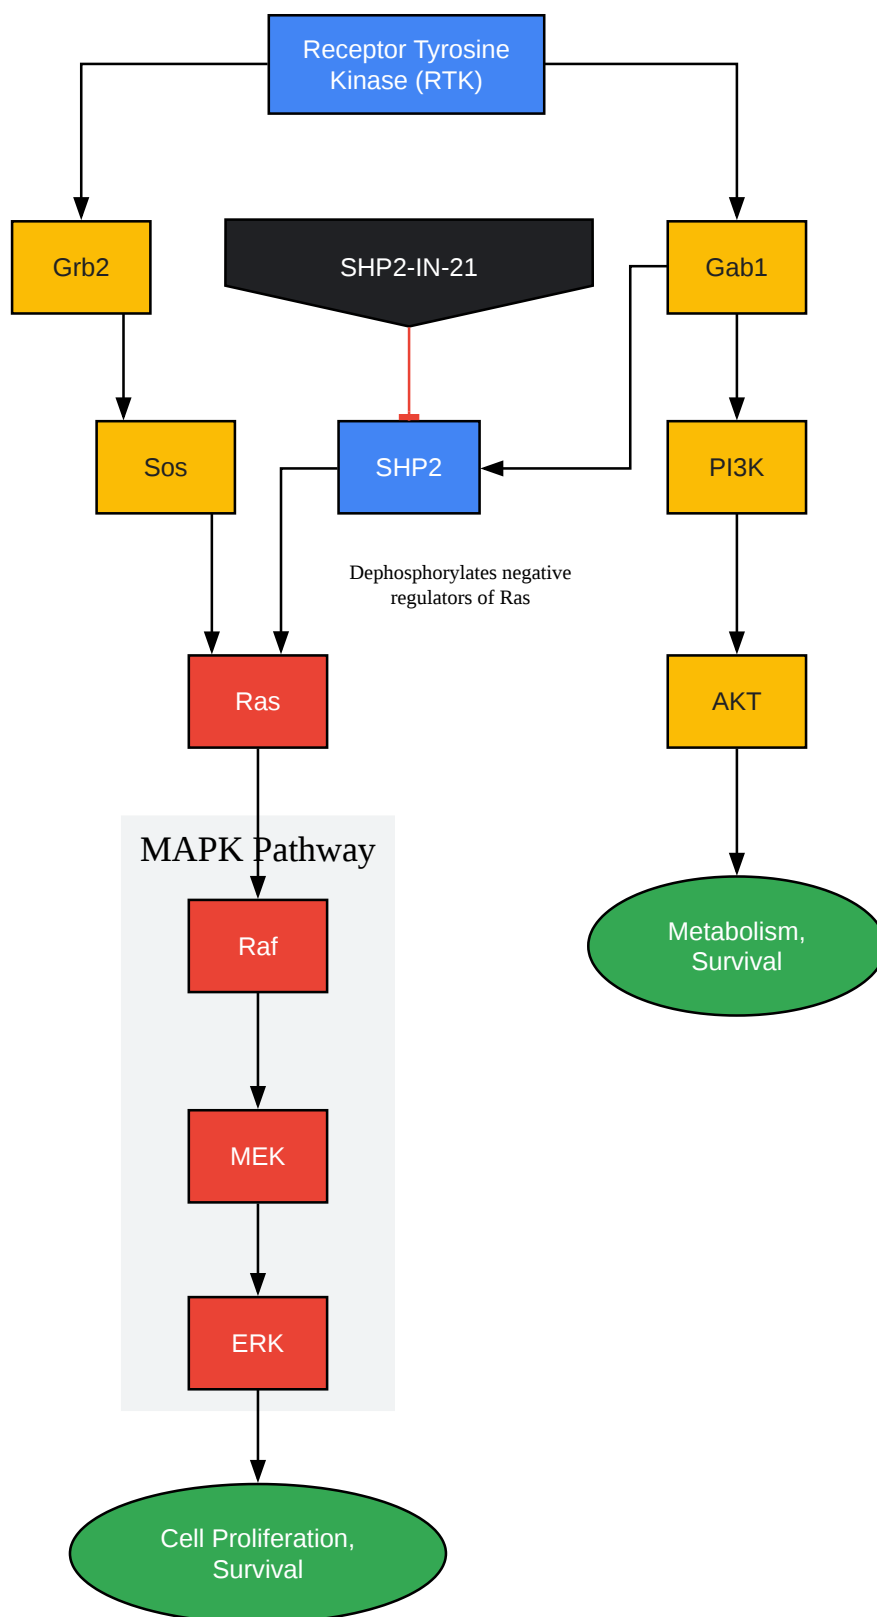 Receptor Tyrosine
Kinase (RTK)
Grb2
SHP2-IN-21
Gab1
Sos
SHP2
PI3K
Dephosphorylates negative
regulators of Ras
Ras
AKT
MAPK Pathway
Raf
Metabolism,
Survival
MEK
ERK
Cell Proliferation,
Survival